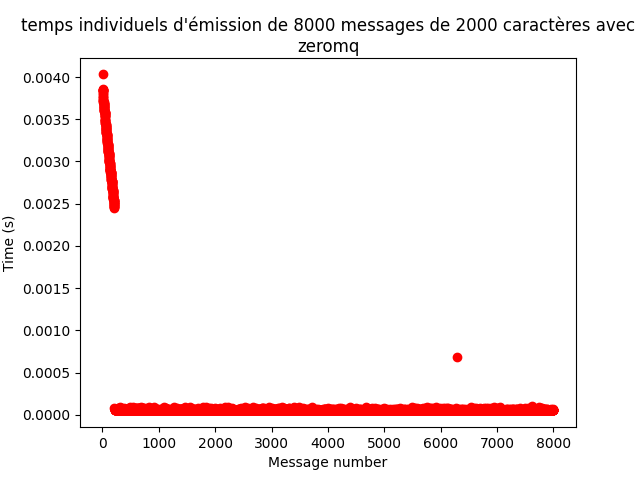 temps individuels d'émission de 8000 messages de 2000 caractères avec
zeromq
0.0040
0.0035
0.0030
0.0025
0.0020
0.0015
0.0010
0.0005
0.0000
Time (s)
0 1000 2000 3000 4000 5000 6000 7000 8000
Message number